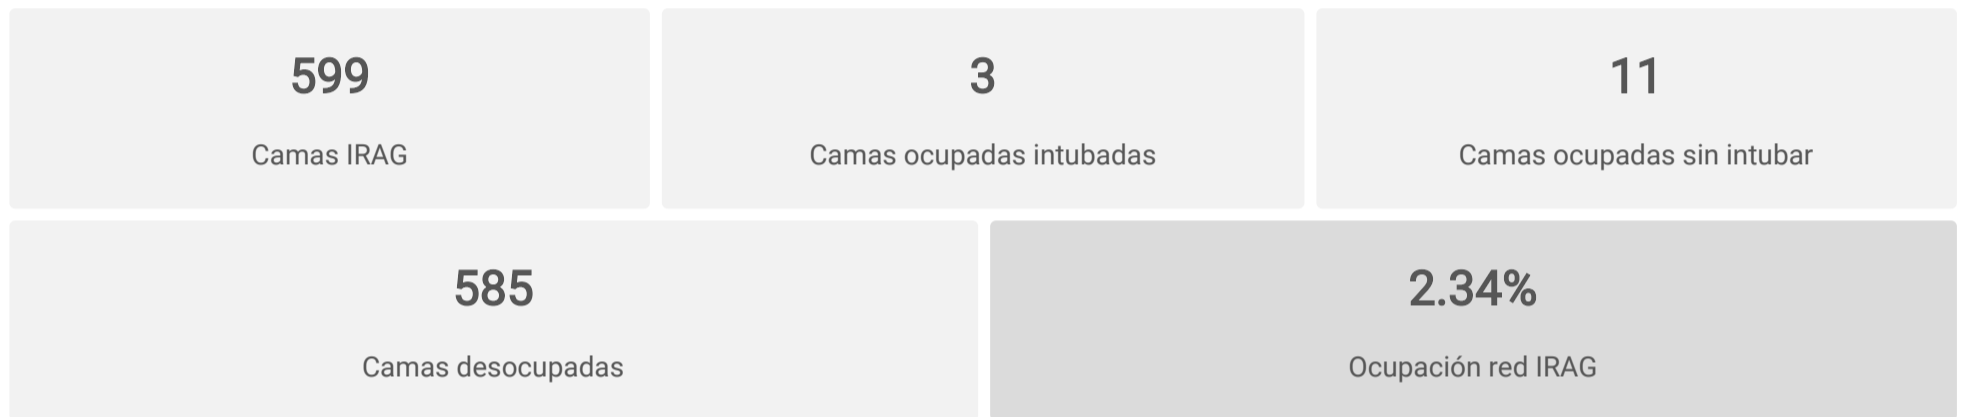 599
Camas IRAG
3
Camas ocupadas intubadas
11
Camas ocupadas sin intubar
585
Camas desocupadas
2.34%
Ocupación red IRAG